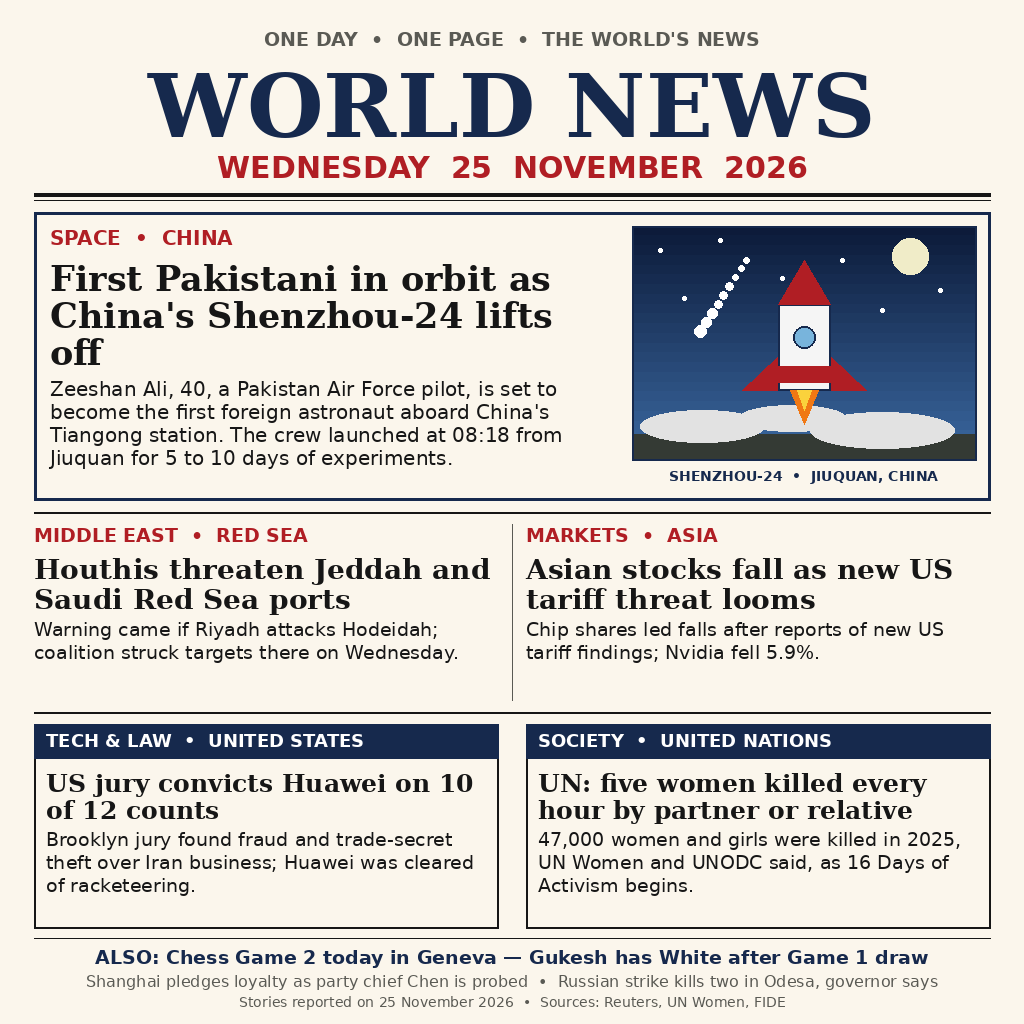 ONE DAY • ONE PAGE • THE WORLD'S NEWS
WORLD NEWS
WEDNESDAY 25 NOVEMBER 2026
SPACE • CHINA
First Pakistani in orbit as
China's Shenzhou-24 lifts
off
Zeeshan Ali, 40, a Pakistan Air Force pilot, is set to
become the first foreign astronaut aboard China's
Tiangong station. The crew launched at 08:18 from
Jiuquan for 5 to 10 days of experiments.
SHENZHOU-24 • JIUQUAN, CHINA
MIDDLE EAST • RED SEA
Houthis threaten Jeddah and
Saudi Red Sea ports
Warning came if Riyadh attacks Hodeidah;
coalition struck targets there on Wednesday.
MARKETS • ASIA
Asian stocks fall as new US
tariff threat looms
Chip shares led falls after reports of new US
tariff findings; Nvidia fell 5.9%.
TECH & LAW • UNITED STATES
US jury convicts Huawei on 10
of 12 counts
Brooklyn jury found fraud and trade-secret
theft over Iran business; Huawei was cleared
of racketeering.
SOCIETY • UNITED NATIONS
UN: five women killed every
hour by partner or relative
47,000 women and girls were killed in 2025,
UN Women and UNODC said, as 16 Days of
Activism begins.
ALSO: Chess Game 2 today in Geneva — Gukesh has White after Game 1 draw
Shanghai pledges loyalty as party chief Chen is probed • Russian strike kills two in Odesa, governor says
Stories reported on 25 November 2026 • Sources: Reuters, UN Women, FIDE